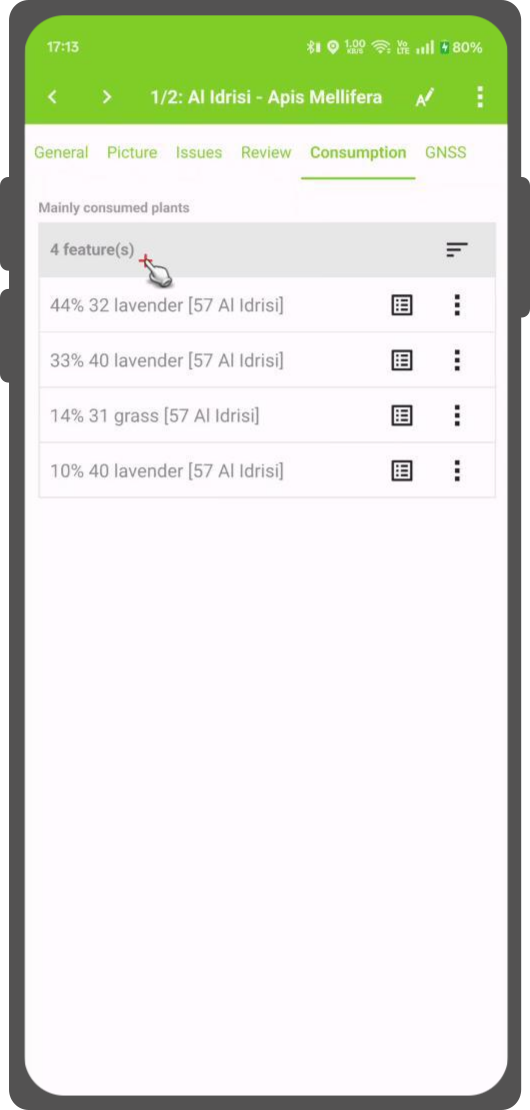 17:13 1.00 KB/S Vo LTE 80%
1/2: Al Idrisi - Apis Mellifera A
General Picture Issues Review Consumption GNSS
Mainly consumed plants
4 feature(s)
44% 32 lavender [57 Al Idrisi]
33% 40 lavender [57 Al Idrisi]
14% 31 grass [57 Al Idrisi]
10% 40 lavender [57 Al Idrisi]